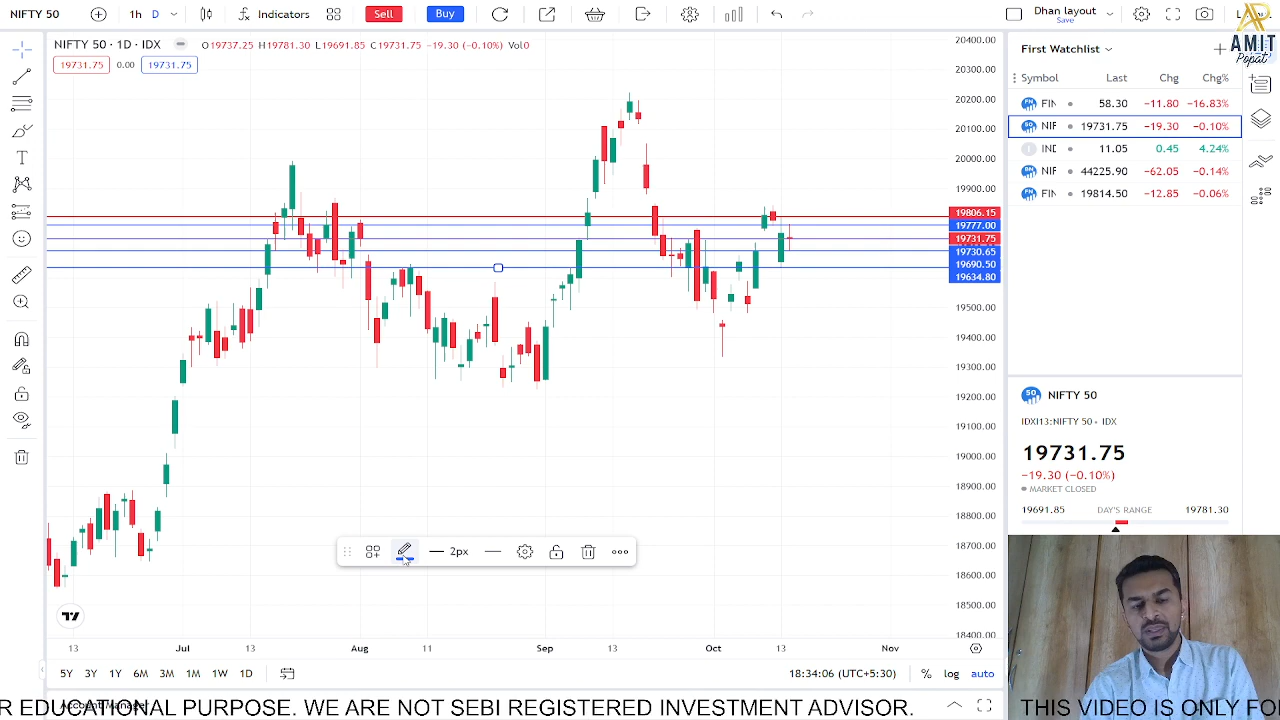 NIFTY 50
1h
D
Indicators
Sell
Buy
Dhan layo
Save
AP
AMIT
Popat
NIFTY 50 · 1D · IDX
O19737.25 H19781.30 L19691.85 C19731.75 −19.30 (−0.10%) Vol0
19731.75 0.00 19731.75
20400.00
20300.00
20200.00
20100.00
20000.00
19900.00
19806.15
19777.00
19731.75
19730.65
19690.50
19634.80
19500.00
19400.00
19300.00
19200.00
19100.00
19000.00
18900.00
18800.00
18700.00
18600.00
18500.00
18400.00
First Watchlist
Symbol Last Chg Chg%
FIN 58.30 −11.80 −16.83%
NIF 19731.75 −19.30 −0.10%
IND 11.05 0.45 4.24%
NIF 44225.90 −62.05 −0.14%
FIN 19814.50 −12.85 −0.06%
50 NIFTY 50
IDXI13:NIFTY 50 • IDX
19731.75
−19.30 (−0.10%)
MARKET CLOSED
19691.85 DAY'S RANGE 19781.30
2px
13 Jul 13 Aug 11 Sep 13 Oct 13 Nov
5Y 3Y 1Y 6M 3M 1M 1W 1D
18:34:06 (UTC+5:30) % log auto
Account Manager
R EDUCATIONAL PURPOSE. WE ARE NOT SEBI REGISTERED INVESTMENT ADVISOR.
THIS VIDEO IS ONLY FO